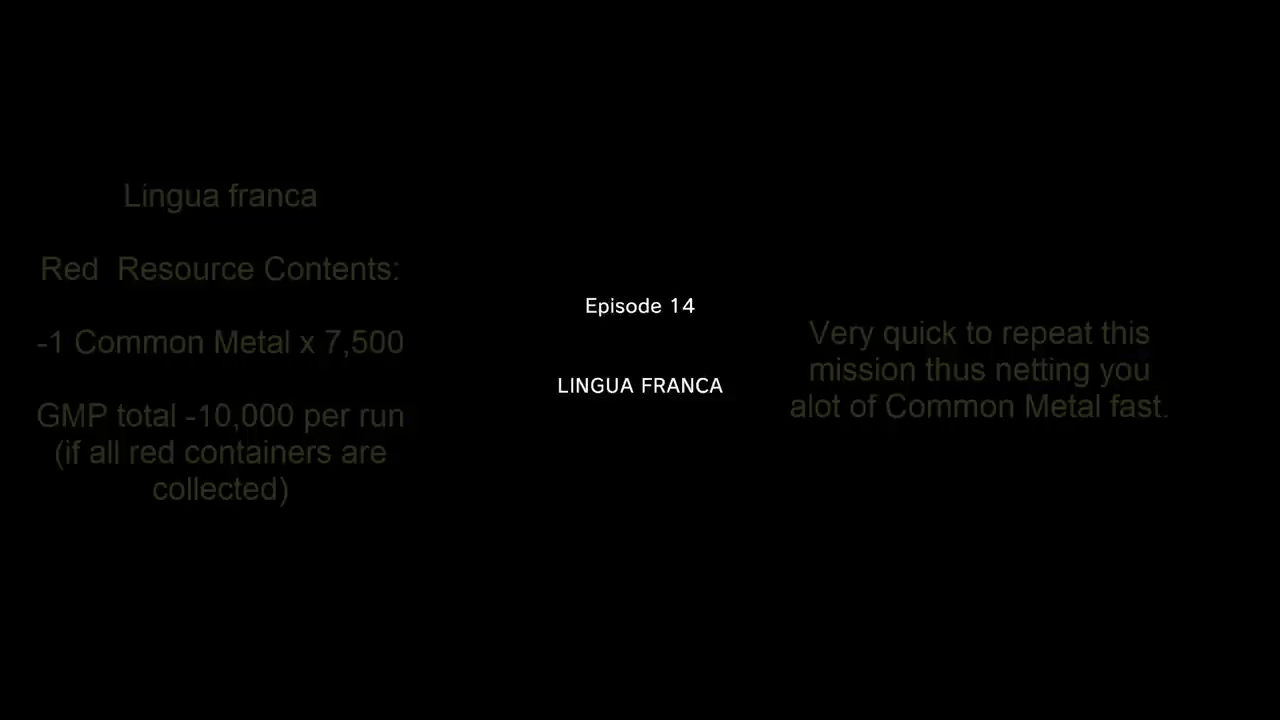 Lingua franca
Red  Resource Contents:
-1 Common Metal x 7,500
GMP total -10,000 per run
(if all red containers are
collected)
Episode 14
LINGUA FRANCA
Very quick to repeat this
mission thus netting you
alot of Common Metal fast.